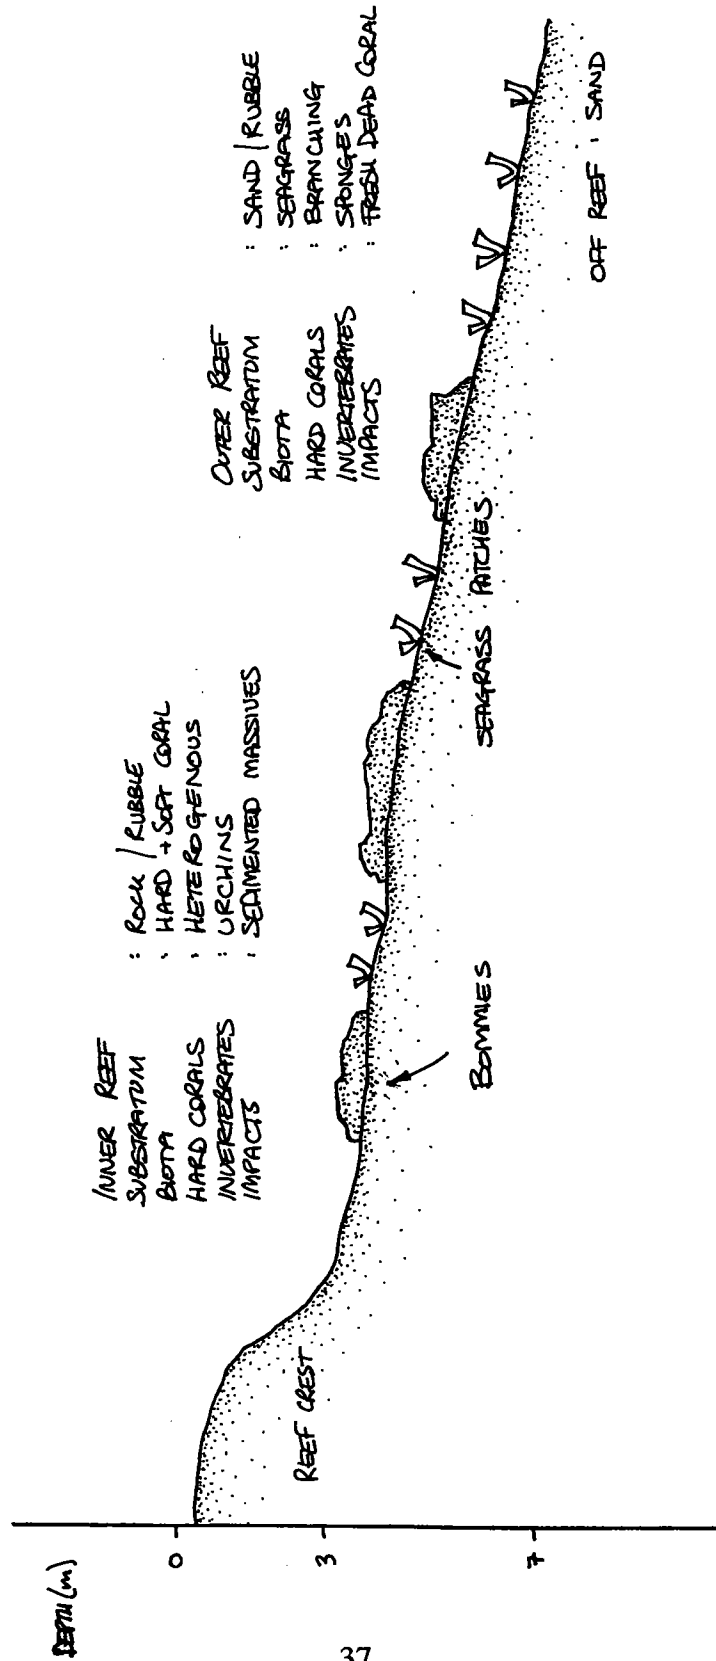 DEPTH (m)
0
3
7
INNER REEF
SUBSTRATUM : ROCK / RUBBLE
BIOTA : HARD + SOFT CORAL
HARD CORALS : HETEROGENOUS
INVERTEBRATES : URCHINS
IMPACTS : SEDIMENTED MASSIVES
OUTER REEF
SUBSTRATUM : SAND / RUBBLE
BIOTA : SEAGRASS
HARD CORALS : BRANCHING
INVERTEBRATES : SPONGES
IMPACTS : FRESH DEAD CORAL
REEF CREST
BOMMIES
SEAGRASS PATCHES
OFF REEF : SAND
37